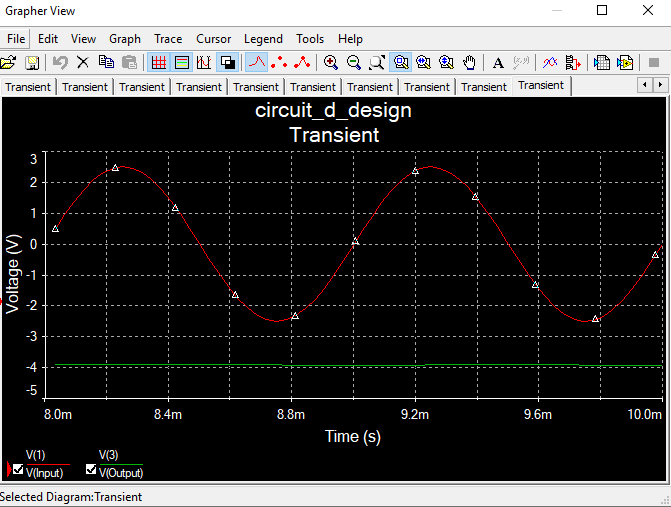 Grapher View
File Edit View Graph Trace Cursor Legend Tools Help
Transient Transient Transient Transient Transient Transient Transient Transient Transient Transient
circuit_d_design
Transient
3
2
1
0
-1
-2
-3
-4
-5
Voltage (V)
8.0m 8.4m 8.8m 9.2m 9.6m 10.0m
Time (s)
V(1) V(3)
V(Input) V(Output)
Selected Diagram:Transient